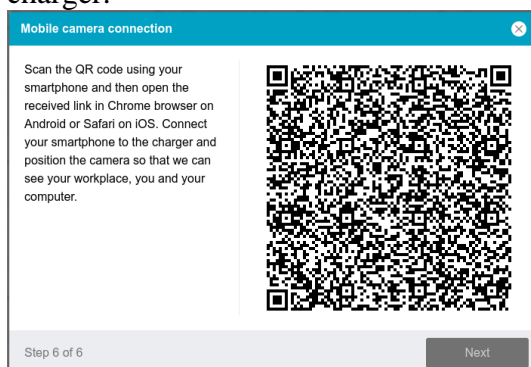 charger.
Mobile camera connection
Scan the QR code using your
smartphone and then open the
received link in Chrome browser on
Android or Safari on iOS. Connect
your smartphone to the charger and
position the camera so that we can
see your workplace, you and your
computer.
Step 6 of 6
Next